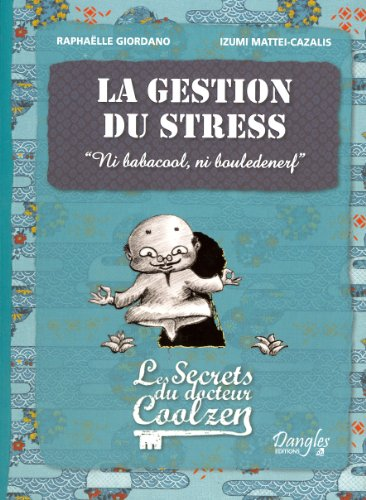 RAPHAËLLE GIORDANO IZUMI MATTEI-CAZALIS
LA GESTION
DU STRESS
“Ni babacool, ni bouledenerf”
Les Secrets
du docteur
Coolzen
Dangles
EDITIONS